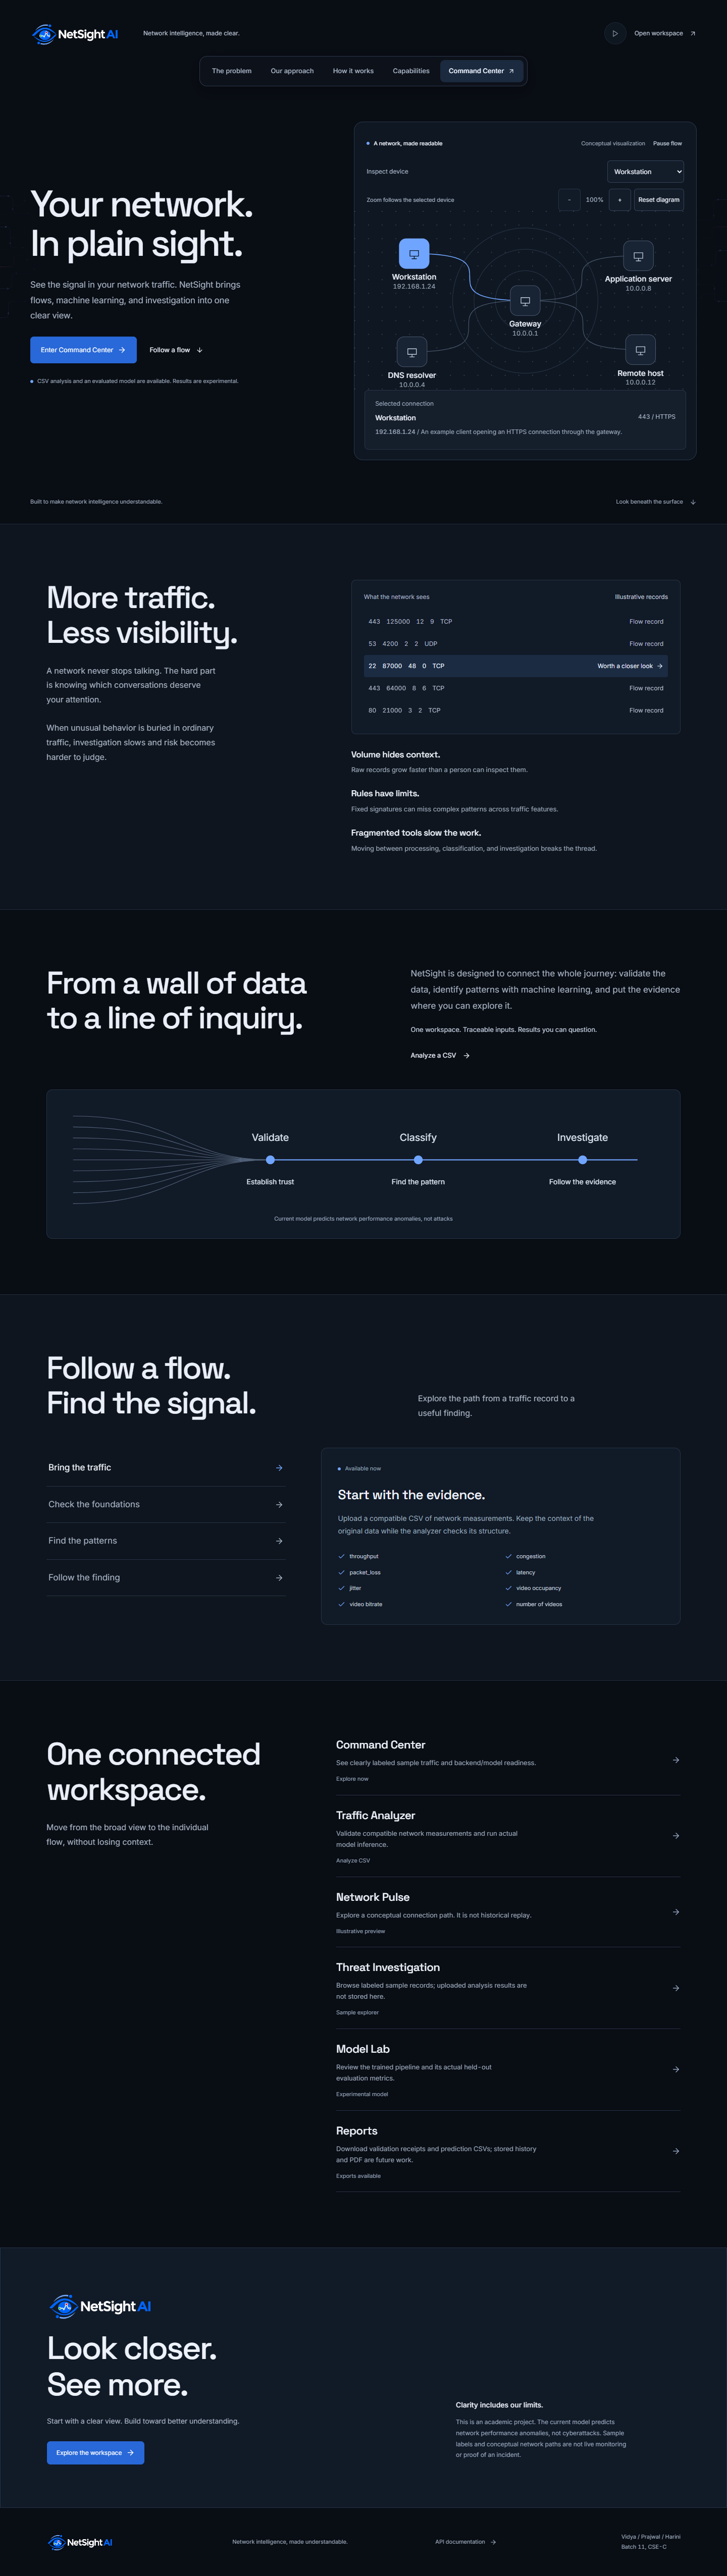 NetSight AI
Network intelligence, made clear.
Open workspace
The problem
Our approach
How it works
Capabilities
Command Center
Your network.
In plain sight.
See the signal in your network traffic. NetSight brings
flows, machine learning, and investigation into one
clear view.
Enter Command Center
Follow a flow
CSV analysis and an evaluated model are available. Results are experimental.
A network, made readable
Conceptual visualization
Pause flow
Inspect device
Workstation
Zoom follows the selected device
-
100%
+
Reset diagram
Workstation
192.168.1.24
Application server
10.0.0.8
Gateway
10.0.0.1
DNS resolver
10.0.0.4
Remote host
10.0.0.12
Selected connection
Workstation
443 / HTTPS
192.168.1.24 / An example client opening an HTTPS connection through the gateway.
Built to make network intelligence understandable.
Look beneath the surface
More traffic.
Less visibility.
A network never stops talking. The hard part
is knowing which conversations deserve
your attention.
When unusual behavior is buried in ordinary
traffic, investigation slows and risk becomes
harder to judge.
What the network sees
Illustrative records
443 125000 12 9 TCP
Flow record
53 4200 2 2 UDP
Flow record
22 87000 48 0 TCP
Worth a closer look
443 64000 8 6 TCP
Flow record
80 21000 3 2 TCP
Flow record
Volume hides context.
Raw records grow faster than a person can inspect them.
Rules have limits.
Fixed signatures can miss complex patterns across traffic features.
Fragmented tools slow the work.
Moving between processing, classification, and investigation breaks the thread.
From a wall of data
to a line of inquiry.
NetSight is designed to connect the whole journey: validate the
data, identify patterns with machine learning, and put the evidence
where you can explore it.
One workspace. Traceable inputs. Results you can question.
Analyze a CSV
Validate
Classify
Investigate
Establish trust
Find the pattern
Follow the evidence
Current model predicts network performance anomalies, not attacks
Follow a flow.
Find the signal.
Explore the path from a traffic record to a
useful finding.
Bring the traffic
Check the foundations
Find the patterns
Follow the finding
Available now
Start with the evidence.
Upload a compatible CSV of network measurements. Keep the context of the
original data while the analyzer checks its structure.
throughput
congestion
packet_loss
latency
jitter
video occupancy
video bitrate
number of videos
One connected
workspace.
Move from the broad view to the individual
flow, without losing context.
Command Center
See clearly labeled sample traffic and backend/model readiness.
Explore now
Traffic Analyzer
Validate compatible network measurements and run actual
model inference.
Analyze CSV
Network Pulse
Explore a conceptual connection path. It is not historical replay.
Illustrative preview
Threat Investigation
Browse labeled sample records; uploaded analysis results are
not stored here.
Sample explorer
Model Lab
Review the trained pipeline and its actual held-out
evaluation metrics.
Experimental model
Reports
Download validation receipts and prediction CSVs; stored history
and PDF are future work.
Exports available
NetSight AI
Look closer.
See more.
Start with a clear view. Build toward better understanding.
Explore the workspace
Clarity includes our limits.
This is an academic project. The current model predicts
network performance anomalies, not cyberattacks. Sample
labels and conceptual network paths are not live monitoring
or proof of an incident.
NetSight AI
Network intelligence, made understandable.
API documentation
Vidya / Prajwal / Harini
Batch 11, CSE-C